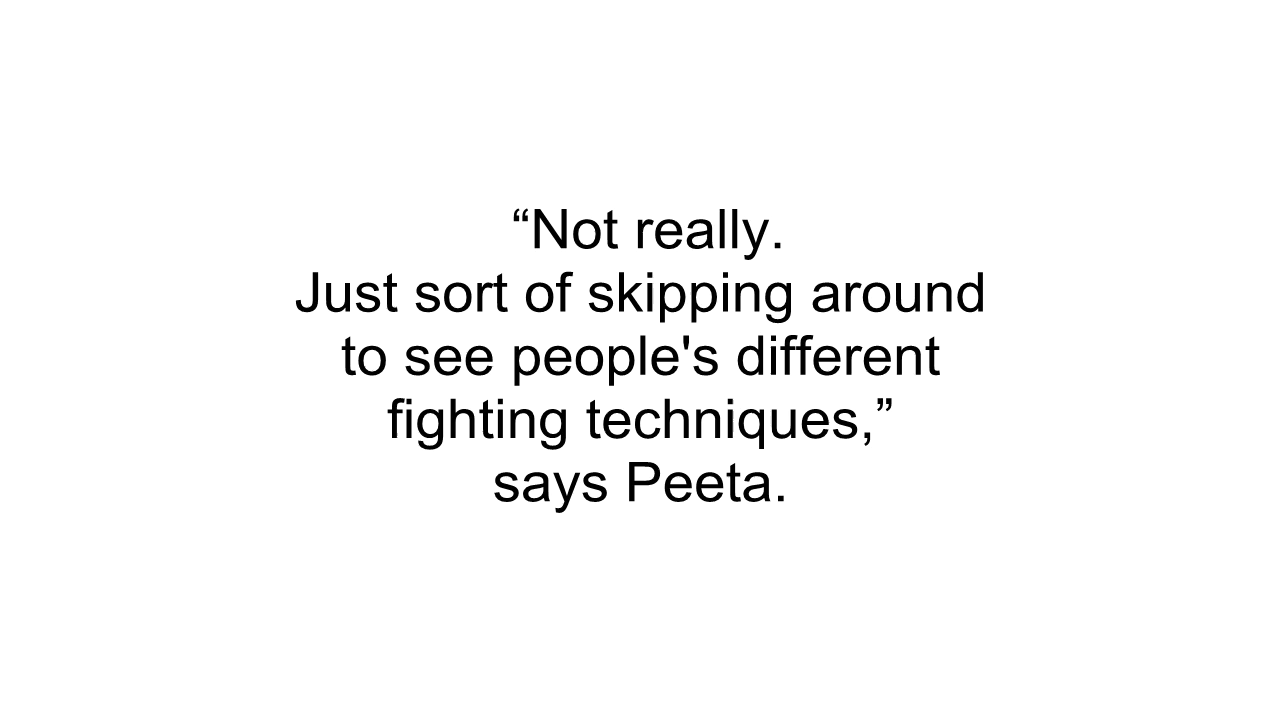 “Not really.
Just sort of skipping around
to see people's different
fighting techniques,”
says Peeta.